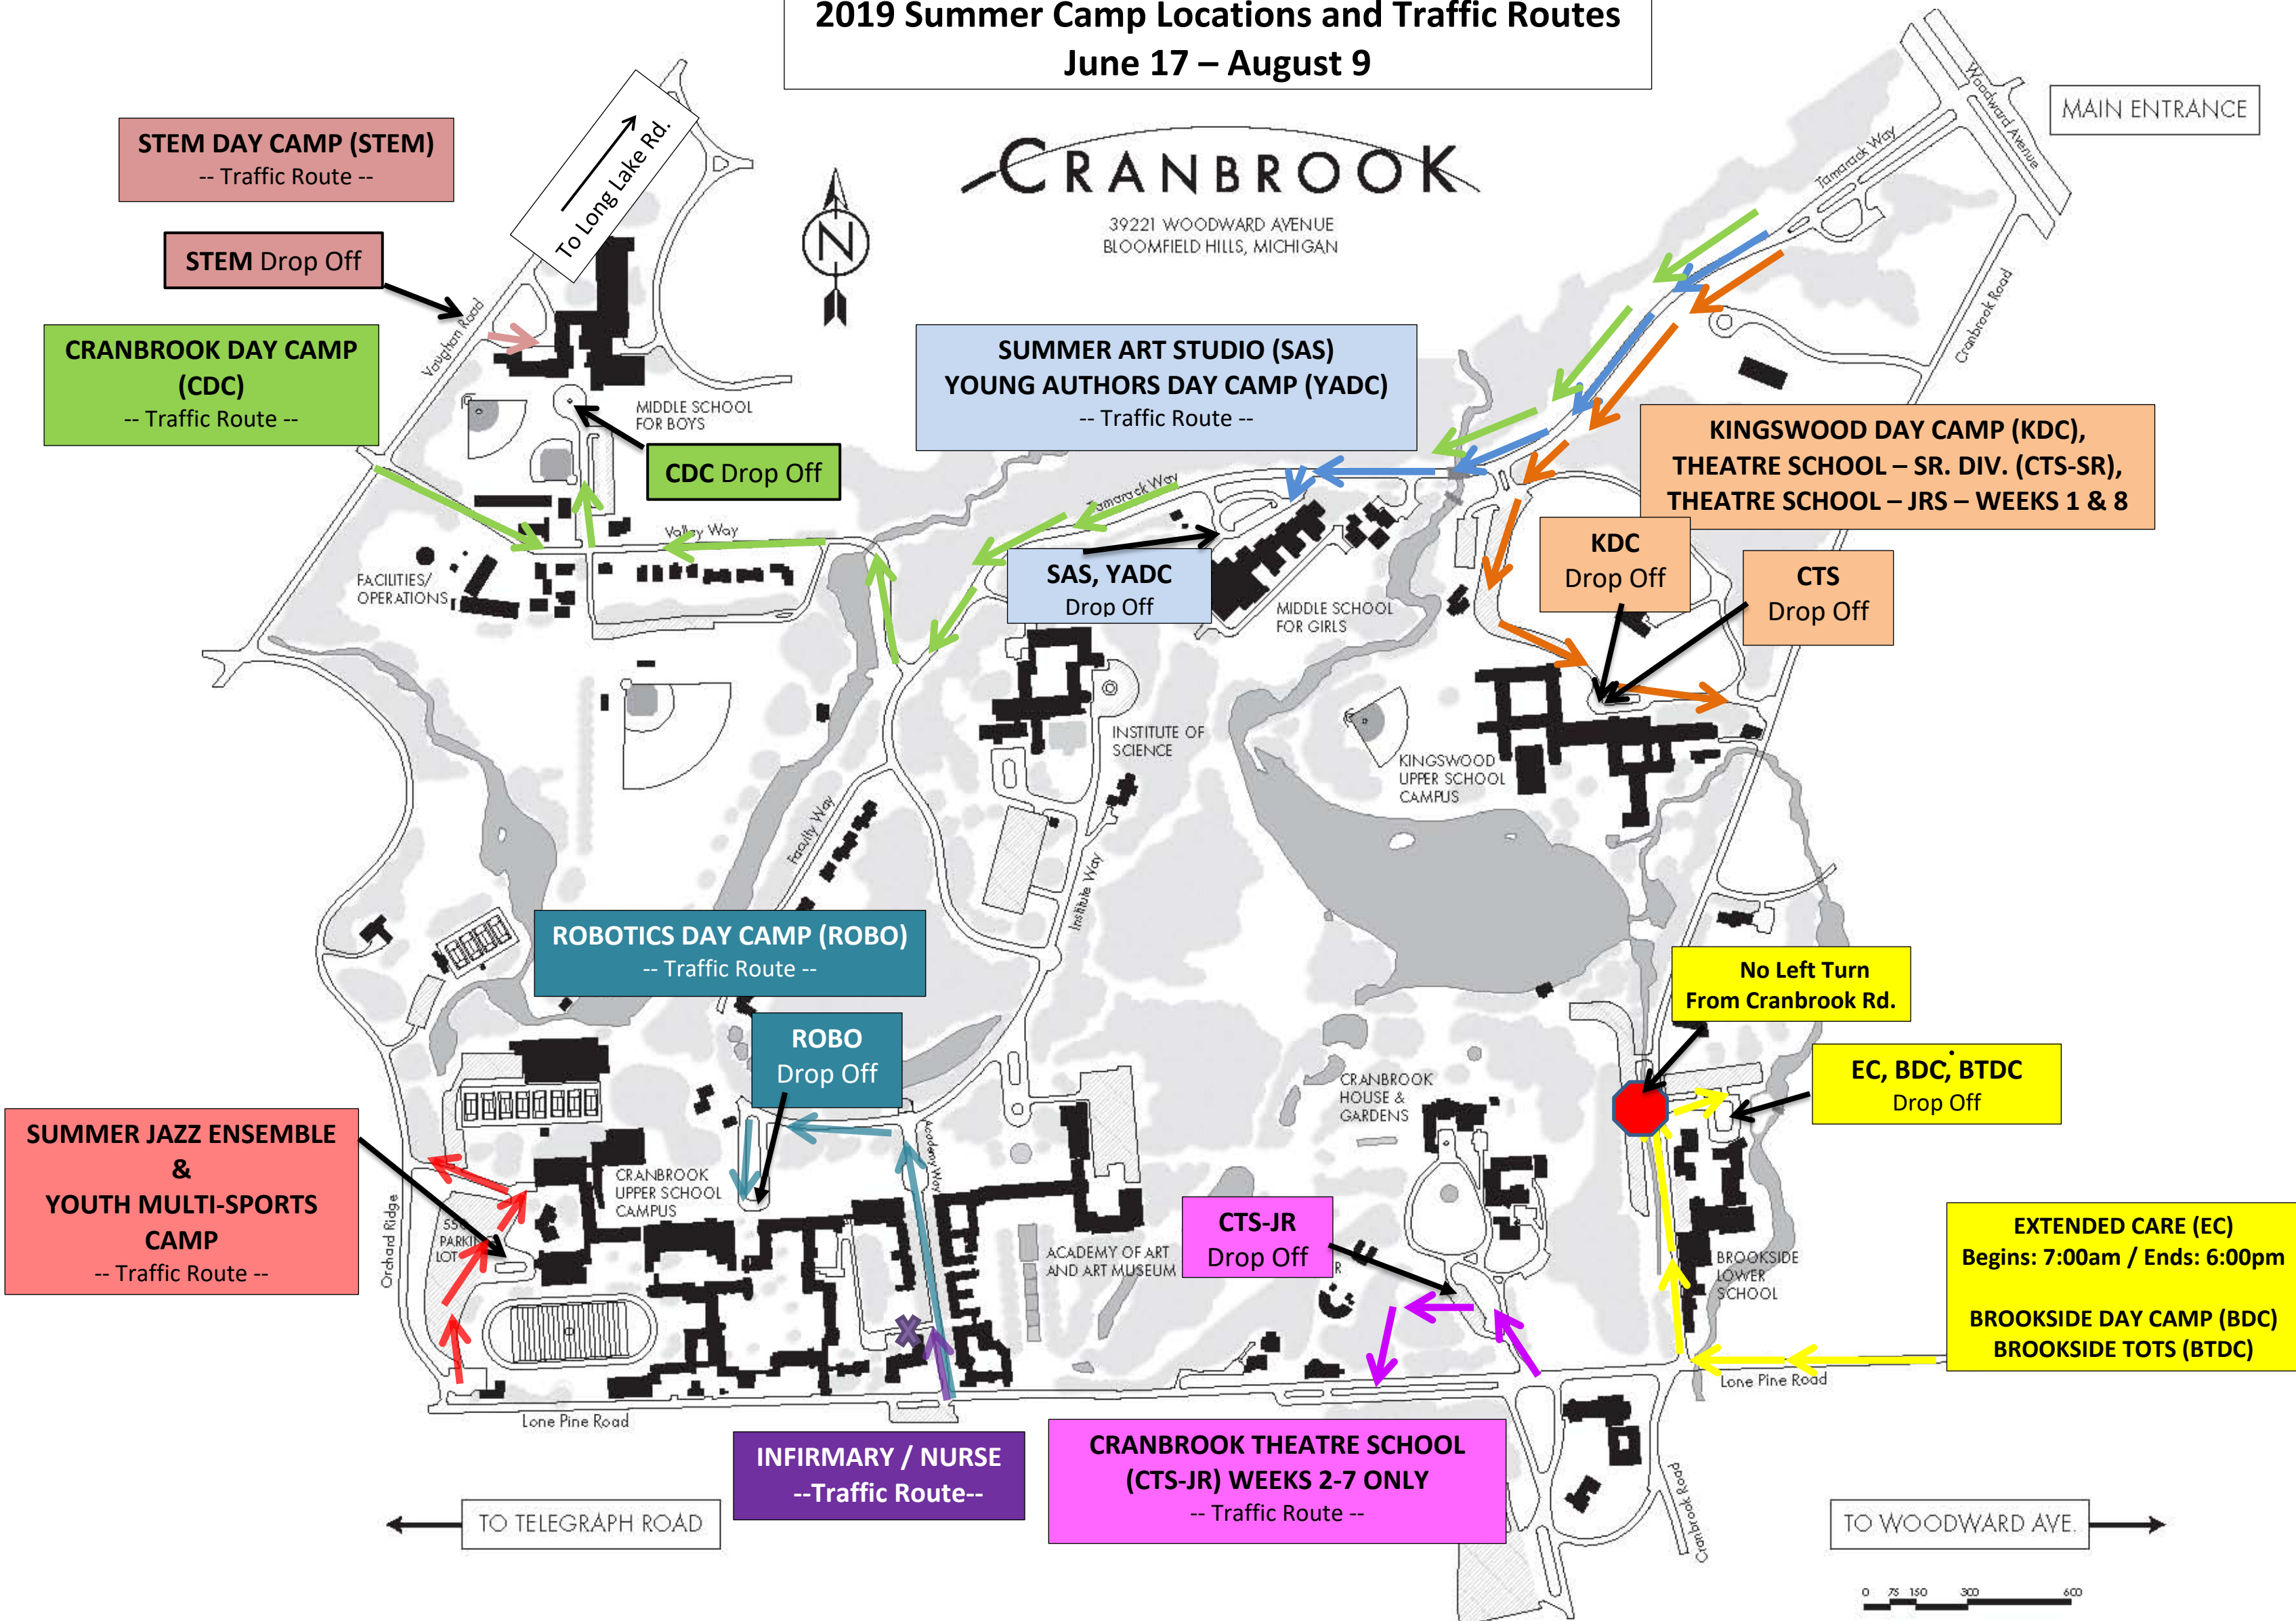 2019 Summer Camp Locations and Traffic Routes
June 17 – August 9
CRANBROOK
39221 WOODWARD AVENUE
BLOOMFIELD HILLS, MICHIGAN
N
MAIN ENTRANCE
Woodward Avenue
Tamarack Way
Cranbrook Road
To Long Lake Rd.
STEM DAY CAMP (STEM)
-- Traffic Route --
STEM Drop Off
Vaughan Road
CRANBROOK DAY CAMP
(CDC)
-- Traffic Route --
MIDDLE SCHOOL
FOR BOYS
CDC Drop Off
SUMMER ART STUDIO (SAS)
YOUNG AUTHORS DAY CAMP (YADC)
-- Traffic Route --
KINGSWOOD DAY CAMP (KDC),
THEATRE SCHOOL – SR. DIV. (CTS-SR),
THEATRE SCHOOL – JRS – WEEKS 1 & 8
Tamarack Way
Valley Way
FACILITIES/
OPERATIONS
SAS, YADC
Drop Off
MIDDLE SCHOOL
FOR GIRLS
KDC
Drop Off
CTS
Drop Off
INSTITUTE OF
SCIENCE
KINGSWOOD
UPPER SCHOOL
CAMPUS
Faculty Way
Institute Way
ROBOTICS DAY CAMP (ROBO)
-- Traffic Route --
ROBO
Drop Off
No Left Turn
From Cranbrook Rd.
EC, BDC, BTDC
Drop Off
CRANBROOK
HOUSE &
GARDENS
SUMMER JAZZ ENSEMBLE
&
YOUTH MULTI-SPORTS
CAMP
-- Traffic Route --
Orchard Ridge
PARKING
LOT
CRANBROOK
UPPER SCHOOL
CAMPUS
Academy Way
ACADEMY OF ART
AND ART MUSEUM
CTS-JR
Drop Off
BROOKSIDE
LOWER
SCHOOL
EXTENDED CARE (EC)
Begins: 7:00am / Ends: 6:00pm
BROOKSIDE DAY CAMP (BDC)
BROOKSIDE TOTS (BTDC)
Lone Pine Road
Lone Pine Road
INFIRMARY / NURSE
--Traffic Route--
CRANBROOK THEATRE SCHOOL
(CTS-JR) WEEKS 2-7 ONLY
-- Traffic Route --
Cranbrook Road
TO TELEGRAPH ROAD
TO WOODWARD AVE.
0 75 150 300 600